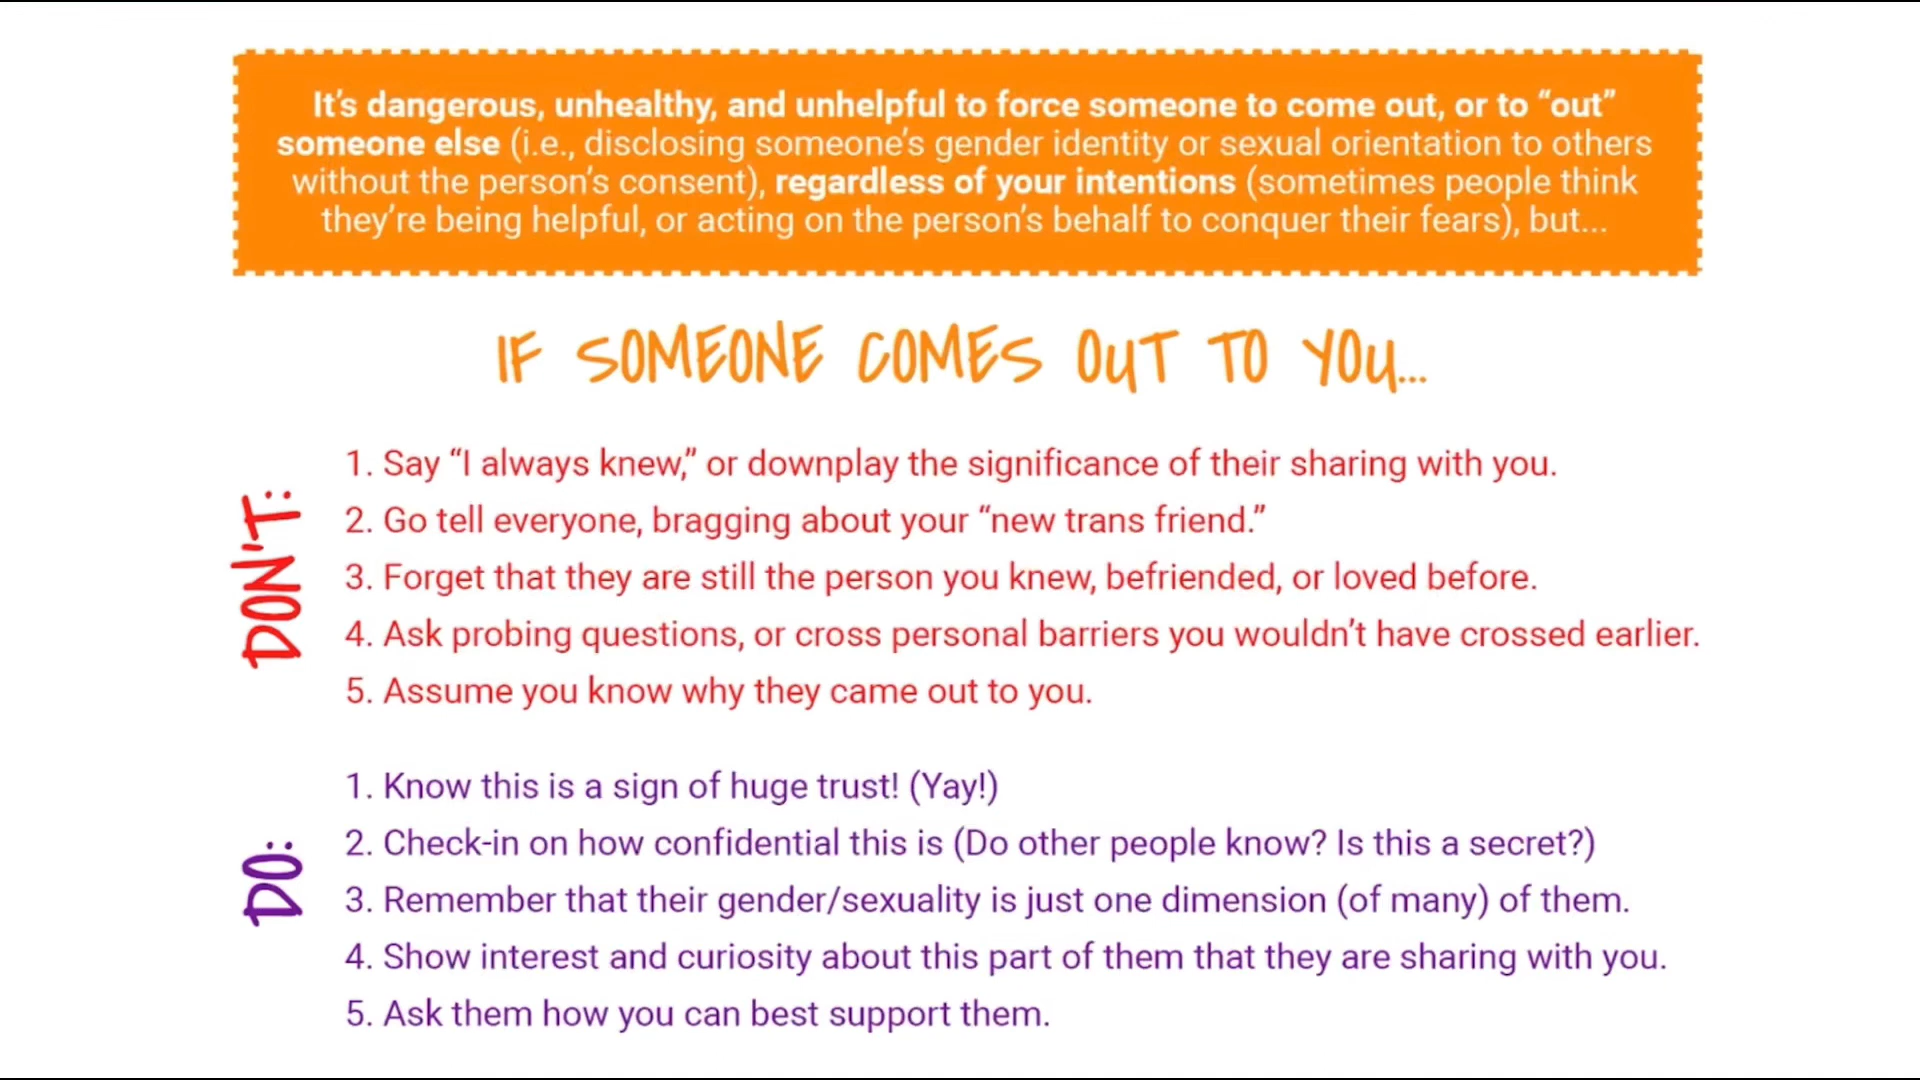 It’s dangerous, unhealthy, and unhelpful to force someone to come out, or to “out”
someone else (i.e., disclosing someone’s gender identity or sexual orientation to others
without the person’s consent), regardless of your intentions (sometimes people think
they’re being helpful, or acting on the person’s behalf to conquer their fears), but...
IF SOMEONE COMES OUT TO YOU...
DON'T:
1. Say “I always knew,” or downplay the significance of their sharing with you.
2. Go tell everyone, bragging about your “new trans friend.”
3. Forget that they are still the person you knew, befriended, or loved before.
4. Ask probing questions, or cross personal barriers you wouldn’t have crossed earlier.
5. Assume you know why they came out to you.
DO:
1. Know this is a sign of huge trust! (Yay!)
2. Check-in on how confidential this is (Do other people know? Is this a secret?)
3. Remember that their gender/sexuality is just one dimension (of many) of them.
4. Show interest and curiosity about this part of them that they are sharing with you.
5. Ask them how you can best support them.